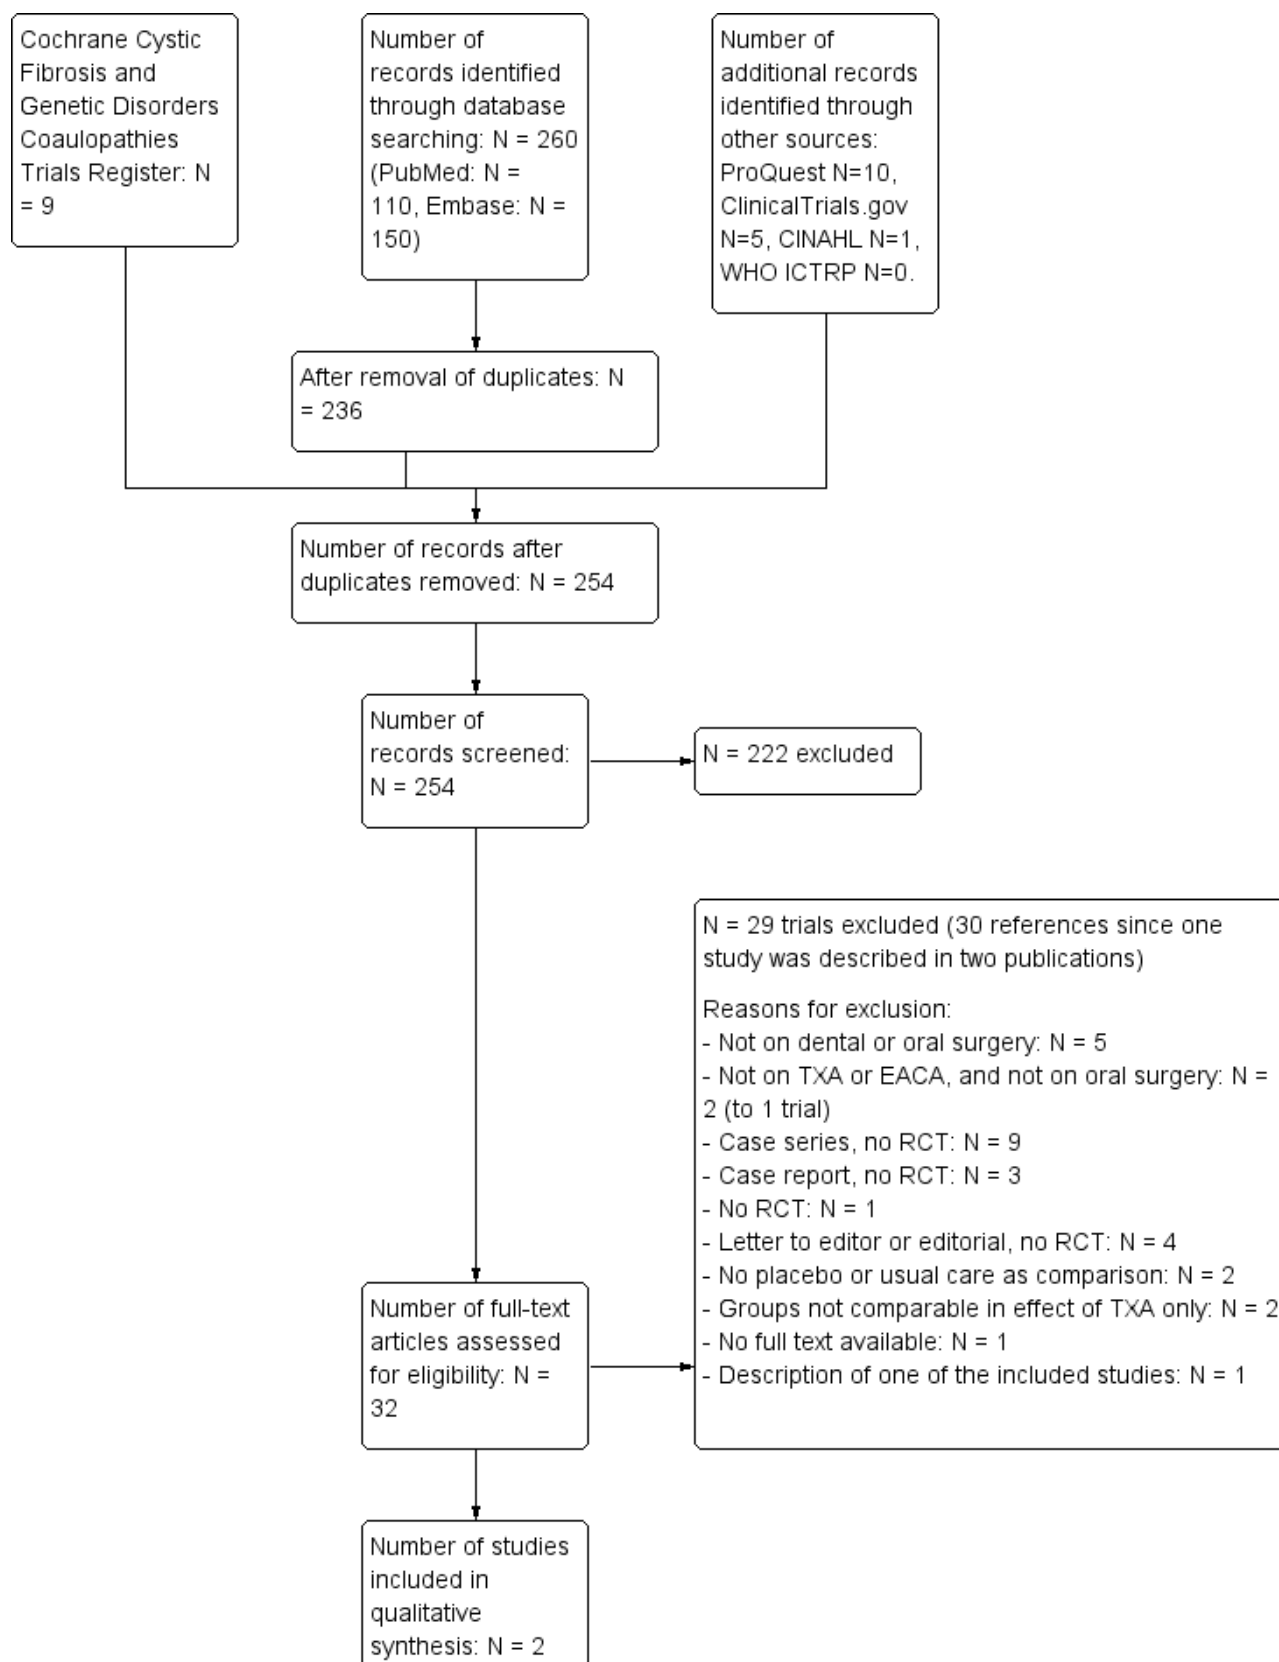 Cochrane Cystic
Fibrosis and
Genetic Disorders
Coaulopathies
Trials Register: N
= 9
Number of
records identified
through database
searching: N = 260
(PubMed: N =
110, Embase: N =
150)
Number of
additional records
identified through
other sources:
ProQuest N=10,
ClinicalTrials.gov
N=5, CINAHL N=1,
WHO ICTRP N=0.
After removal of duplicates: N
= 236
Number of records after
duplicates removed: N = 254
Number of
records screened:
N = 254
N = 222 excluded
N = 29 trials excluded (30 references since one
study was described in two publications)
Reasons for exclusion:
- Not on dental or oral surgery: N = 5
- Not on TXA or EACA, and not on oral surgery: N =
2 (to 1 trial)
- Case series, no RCT: N = 9
- Case report, no RCT: N = 3
- No RCT: N = 1
- Letter to editor or editorial, no RCT: N = 4
- No placebo or usual care as comparison: N = 2
- Groups not comparable in effect of TXA only: N = 2
- No full text available: N = 1
- Description of one of the included studies: N = 1
Number of full-text
articles assessed
for eligibility: N =
32
Number of studies
included in
qualitative
synthesis: N = 2